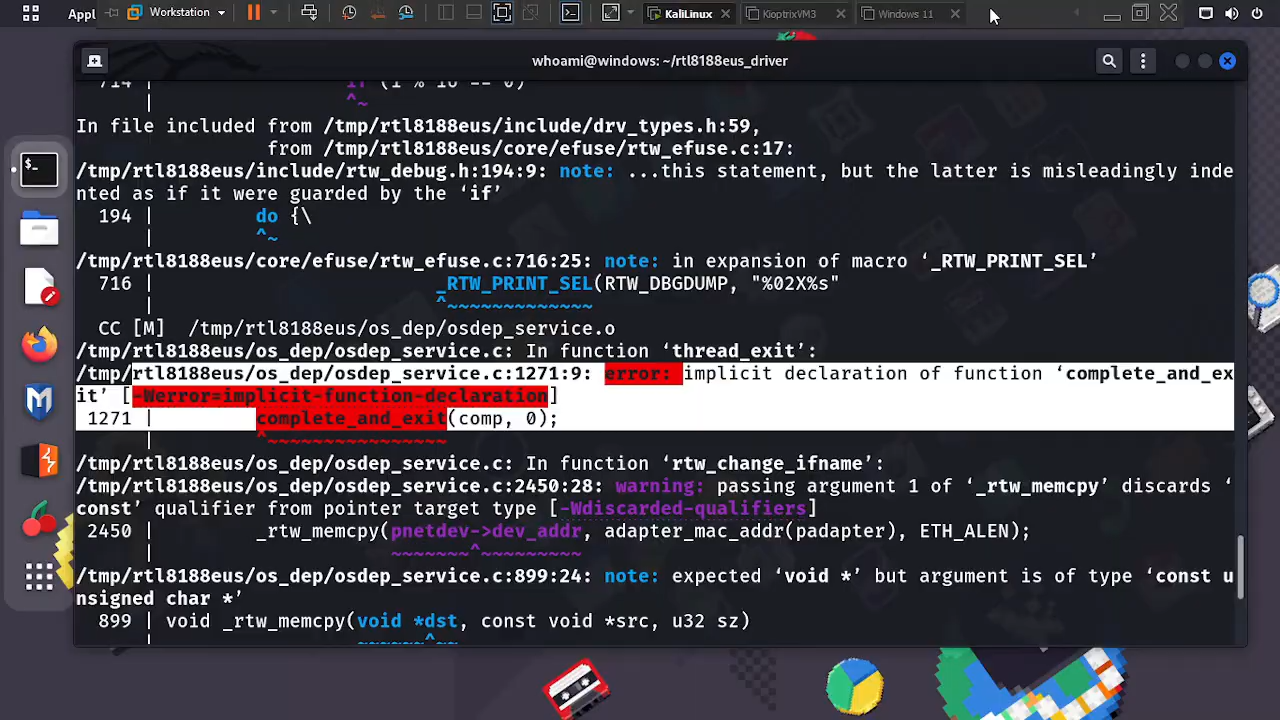 Appl Workstation KaliLinux KioptrixVM3 Windows 11
whoami@windows: ~/rtl8188eus_driver
714 | if (i % 16 == 0)
| ^~
In file included from /tmp/rtl8188eus/include/drv_types.h:59,
from /tmp/rtl8188eus/core/efuse/rtw_efuse.c:17:
/tmp/rtl8188eus/include/rtw_debug.h:194:9: note: ...this statement, but the latter is misleadingly inde
nted as if it were guarded by the ‘if’
194 | do {\
| ^~
/tmp/rtl8188eus/core/efuse/rtw_efuse.c:716:25: note: in expansion of macro ‘_RTW_PRINT_SEL’
716 | _RTW_PRINT_SEL(RTW_DBGDUMP, "%02X%s"
| ^~~~~~~~~~~~~~
CC [M] /tmp/rtl8188eus/os_dep/osdep_service.o
/tmp/rtl8188eus/os_dep/osdep_service.c: In function ‘thread_exit’:
/tmp/rtl8188eus/os_dep/osdep_service.c:1271:9: error: implicit declaration of function ‘complete_and_ex
it’ [-Werror=implicit-function-declaration]
1271 | complete_and_exit(comp, 0);
| ^~~~~~~~~~~~~~~~~
/tmp/rtl8188eus/os_dep/osdep_service.c: In function ‘rtw_change_ifname’:
/tmp/rtl8188eus/os_dep/osdep_service.c:2450:28: warning: passing argument 1 of ‘_rtw_memcpy’ discards ‘
const’ qualifier from pointer target type [-Wdiscarded-qualifiers]
2450 | _rtw_memcpy(pnetdev->dev_addr, adapter_mac_addr(padapter), ETH_ALEN);
| ~~~~~~~^~~~~~~~~~
/tmp/rtl8188eus/os_dep/osdep_service.c:899:24: note: expected ‘void *’ but argument is of type ‘const u
nsigned char *’
899 | void _rtw_memcpy(void *dst, const void *src, u32 sz)
| ~~~~~~^~~